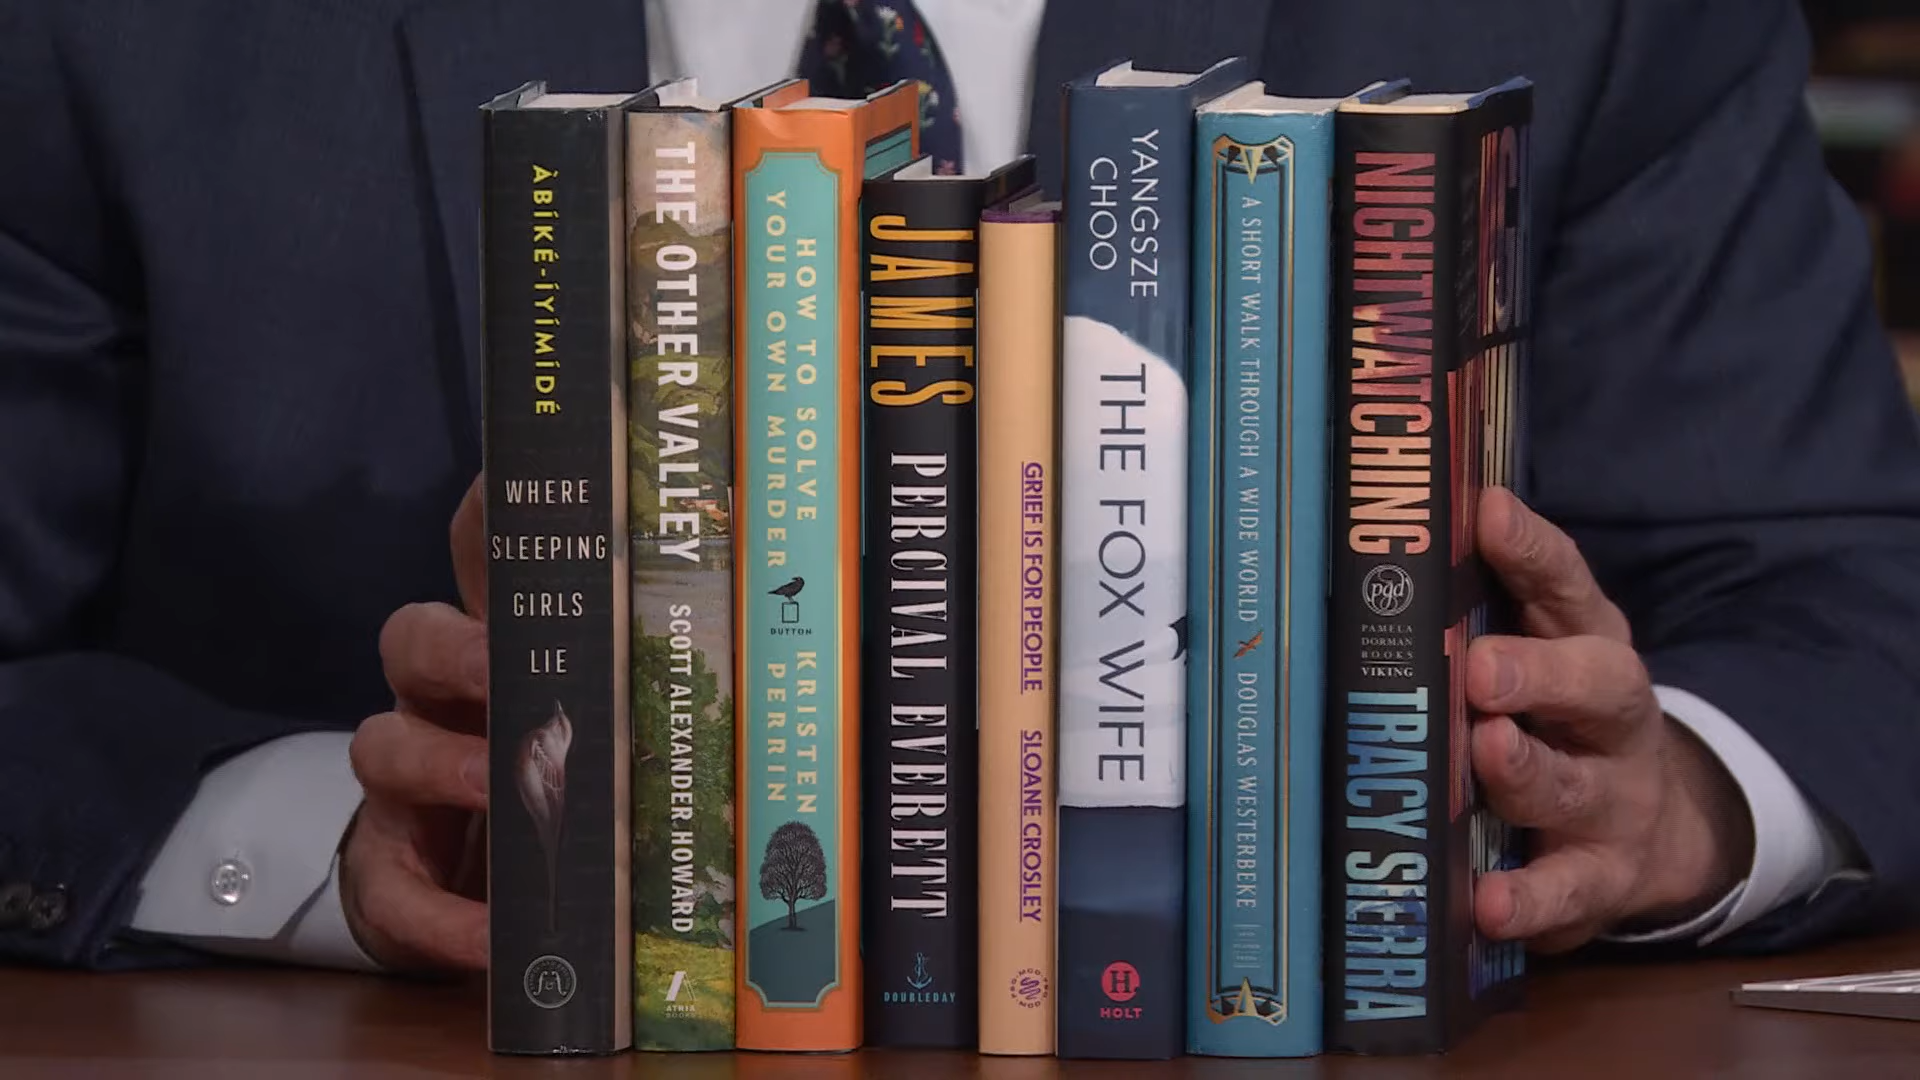 ÀBÍKÉ-ÍYÍMÍDÉ
WHERE
SLEEPING
GIRLS
LIE
THE OTHER VALLEY
SCOTT ALEXANDER HOWARD
ATRIA
BOOKS
HOW TO SOLVE
YOUR OWN MURDER
DUTTON
KRISTEN
PERRIN
JAMES
PERCIVAL EVERETT
DOUBLEDAY
GRIEF IS FOR PEOPLE
SLOANE CROSLEY
YANGSZE
CHOO
THE FOX WIFE
H
HOLT
A SHORT WALK THROUGH A WIDE WORLD
DOUGLAS WESTERBEKE
NIGHTWATCHING
pgd
PAMELA
DORMAN
BOOKS
VIKING
TRACY SIERRA